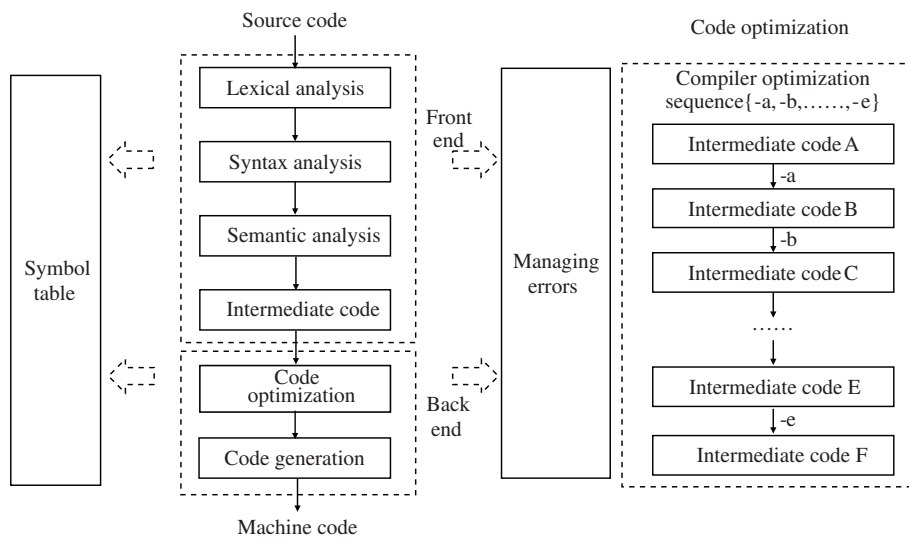 Source code
Lexical analysis
Syntax analysis
Semantic analysis
Intermediate code
Code
optimization
Code generation
Machine code
Symbol
table
Front
end
Back
end
Managing
errors
Code optimization
Compiler optimization
sequence{-a,-b,......,-e}
Intermediate code A
-a
Intermediate code B
-b
Intermediate code C
......
Intermediate code E
-e
Intermediate code F